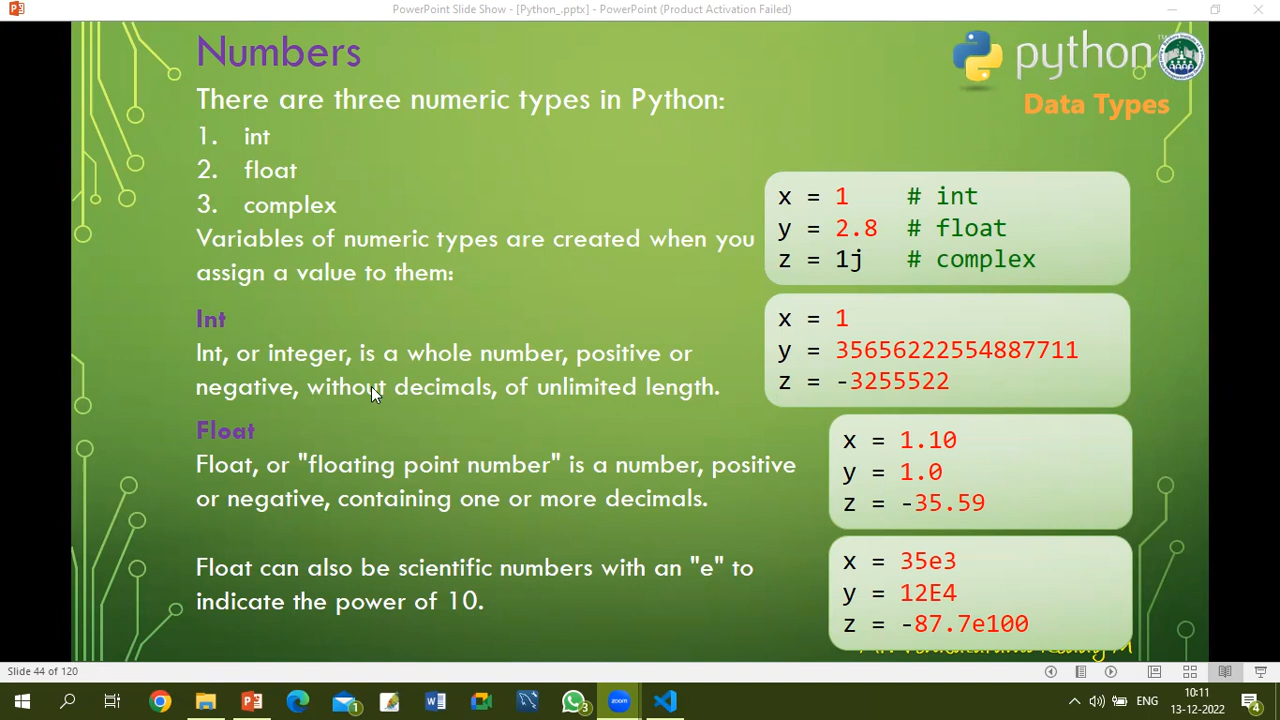 PowerPoint Slide Show - [Python_.pptx] - PowerPoint (Product Activation Failed)
Numbers
python
Data Types
There are three numeric types in Python:
1. int
2. float
3. complex
Variables of numeric types are created when you
assign a value to them:
x = 1 # int
y = 2.8 # float
z = 1j # complex
Int
Int, or integer, is a whole number, positive or
negative, without decimals, of unlimited length.
x = 1
y = 35656222554887711
z = -3255522
Float
Float, or "floating point number" is a number, positive
or negative, containing one or more decimals.
x = 1.10
y = 1.0
z = -35.59
Float can also be scientific numbers with an "e" to
indicate the power of 10.
x = 35e3
y = 12E4
z = -87.7e100
Slide 44 of 120
1
zoom
3
ENG
10:11
13-12-2022
4